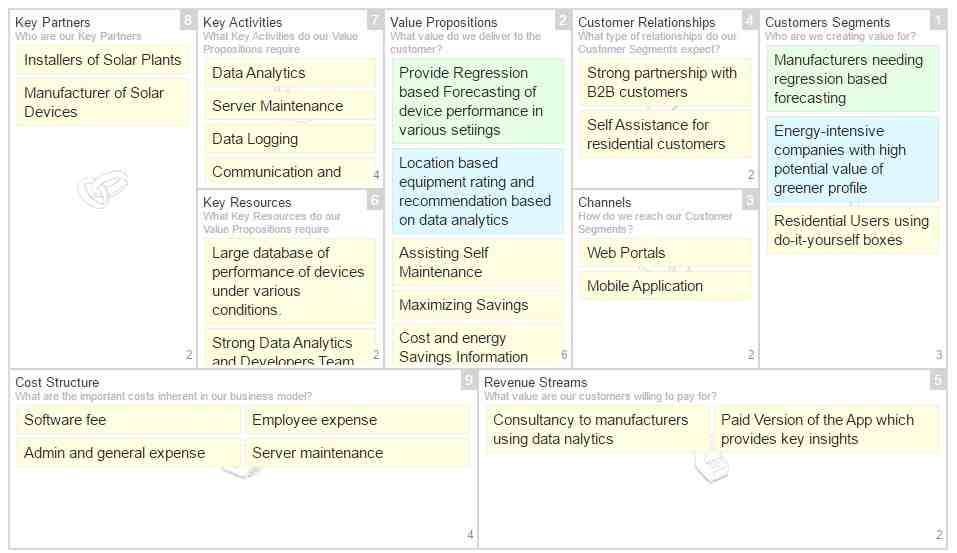 Key Partners
8
Who are our Key Partners
Installers of Solar Plants
Manufacturer of Solar
Devices
2
Key Activities
7
What Key Activities do our Value
Propositions require
Data Analytics
Server Maintenance
Data Logging
Communication and
4
Key Resources
6
What Key Resources do our
Value Propositions require
Large database of
performance of devices
under various
conditions.
Strong Data Analytics
and Developers Team
2
Value Propositions
2
What value do we deliver to the
customer?
Provide Regression
based Forecasting of
device performance in
various setiings
Location based
equipment rating and
recommendation based
on data analytics
Assisting Self
Maintenance
Maximizing Savings
Cost and energy
Savings Information
6
Customer Relationships
4
What type of relationships do our
Customer Segments expect?
Strong partnership with
B2B customers
Self Assistance for
residential customers
2
Channels
3
How do we reach our Customer
Segments?
Web Portals
Mobile Application
2
Customers Segments
1
Who are we creating value for?
Manufacturers needing
regression based
forecasting
Energy-intensive
companies with high
potential value of
greener profile
Residential Users using
do-it-yourself boxes
3
Cost Structure
9
What are the important costs inherent in our business model?
Software fee
Employee expense
Admin and general expense
Server maintenance
4
Revenue Streams
5
What value are our customers willing to pay for?
Consultancy to manufacturers
using data nalytics
Paid Version of the App which
provides key insights
2